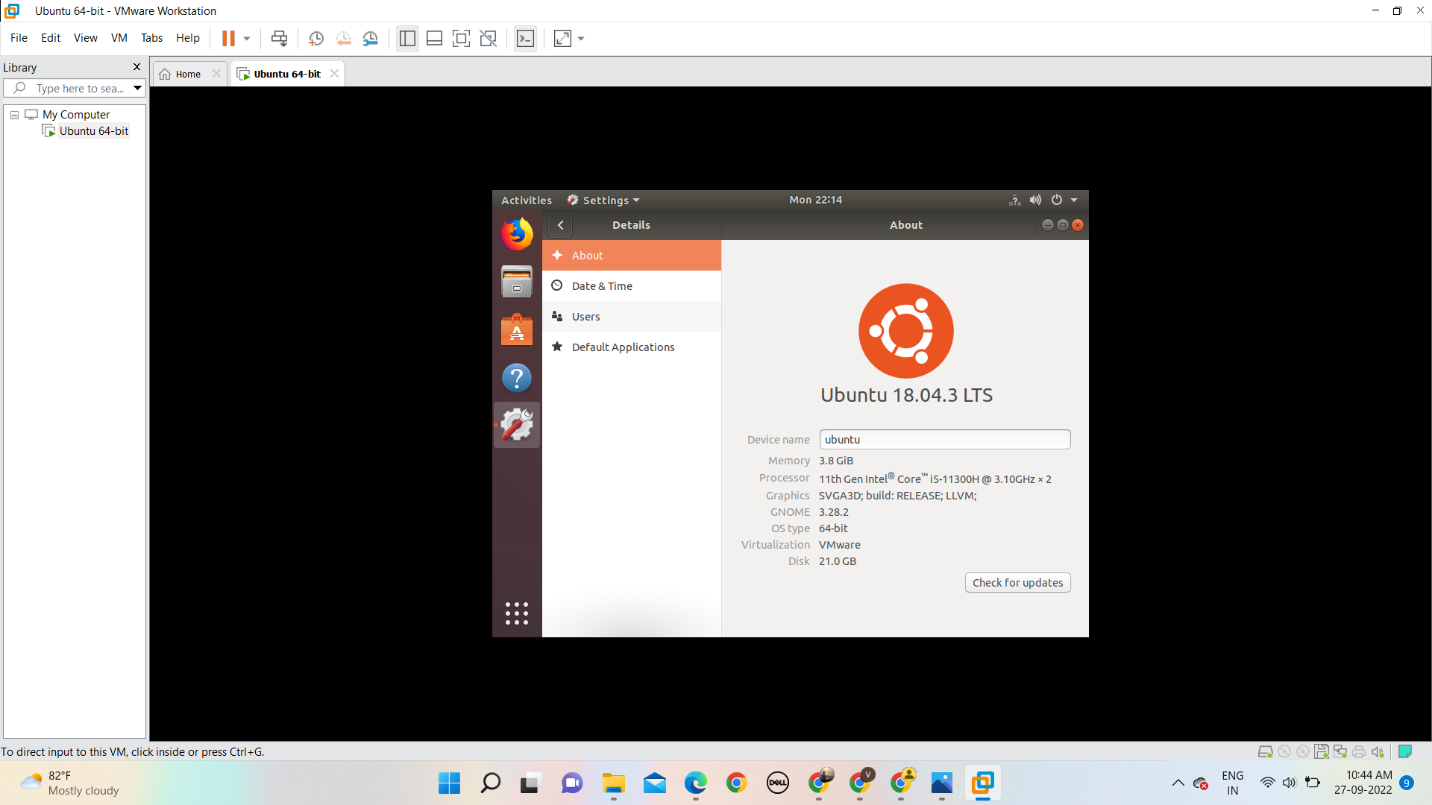 Ubuntu 64-bit - VMware Workstation
File Edit View VM Tabs Help
Library
Home
Ubuntu 64-bit
Type here to sea...
My Computer
Ubuntu 64-bit
Activities Settings Mon 22:14
Details About
About
Date & Time
Users
Default Applications
Ubuntu 18.04.3 LTS
Device name ubuntu
Memory 3.8 GiB
Processor 11th Gen Intel® Core™ i5-11300H @ 3.10GHz × 2
Graphics SVGA3D; build: RELEASE; LLVM;
GNOME 3.28.2
OS type 64-bit
Virtualization VMware
Disk 21.0 GB
Check for updates
To direct input to this VM, click inside or press Ctrl+G.
82°F
Mostly cloudy
DELL
V
ENG
IN
10:44 AM
27-09-2022
9